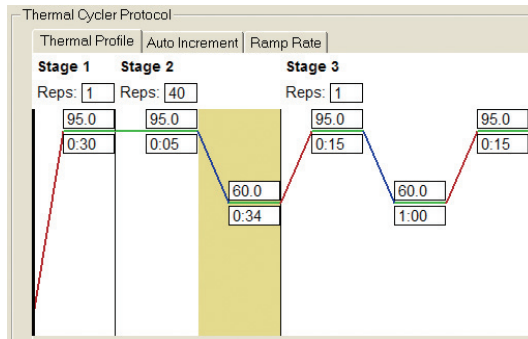 Thermal Cycler Protocol
Thermal Profile Auto Increment Ramp Rate
Stage 1 Stage 2 Stage 3
Reps: 1 Reps: 40 Reps: 1
95.0 95.0 95.0 95.0
0:30 0:05 0:15 0:15
60.0 60.0
0:34 1:00